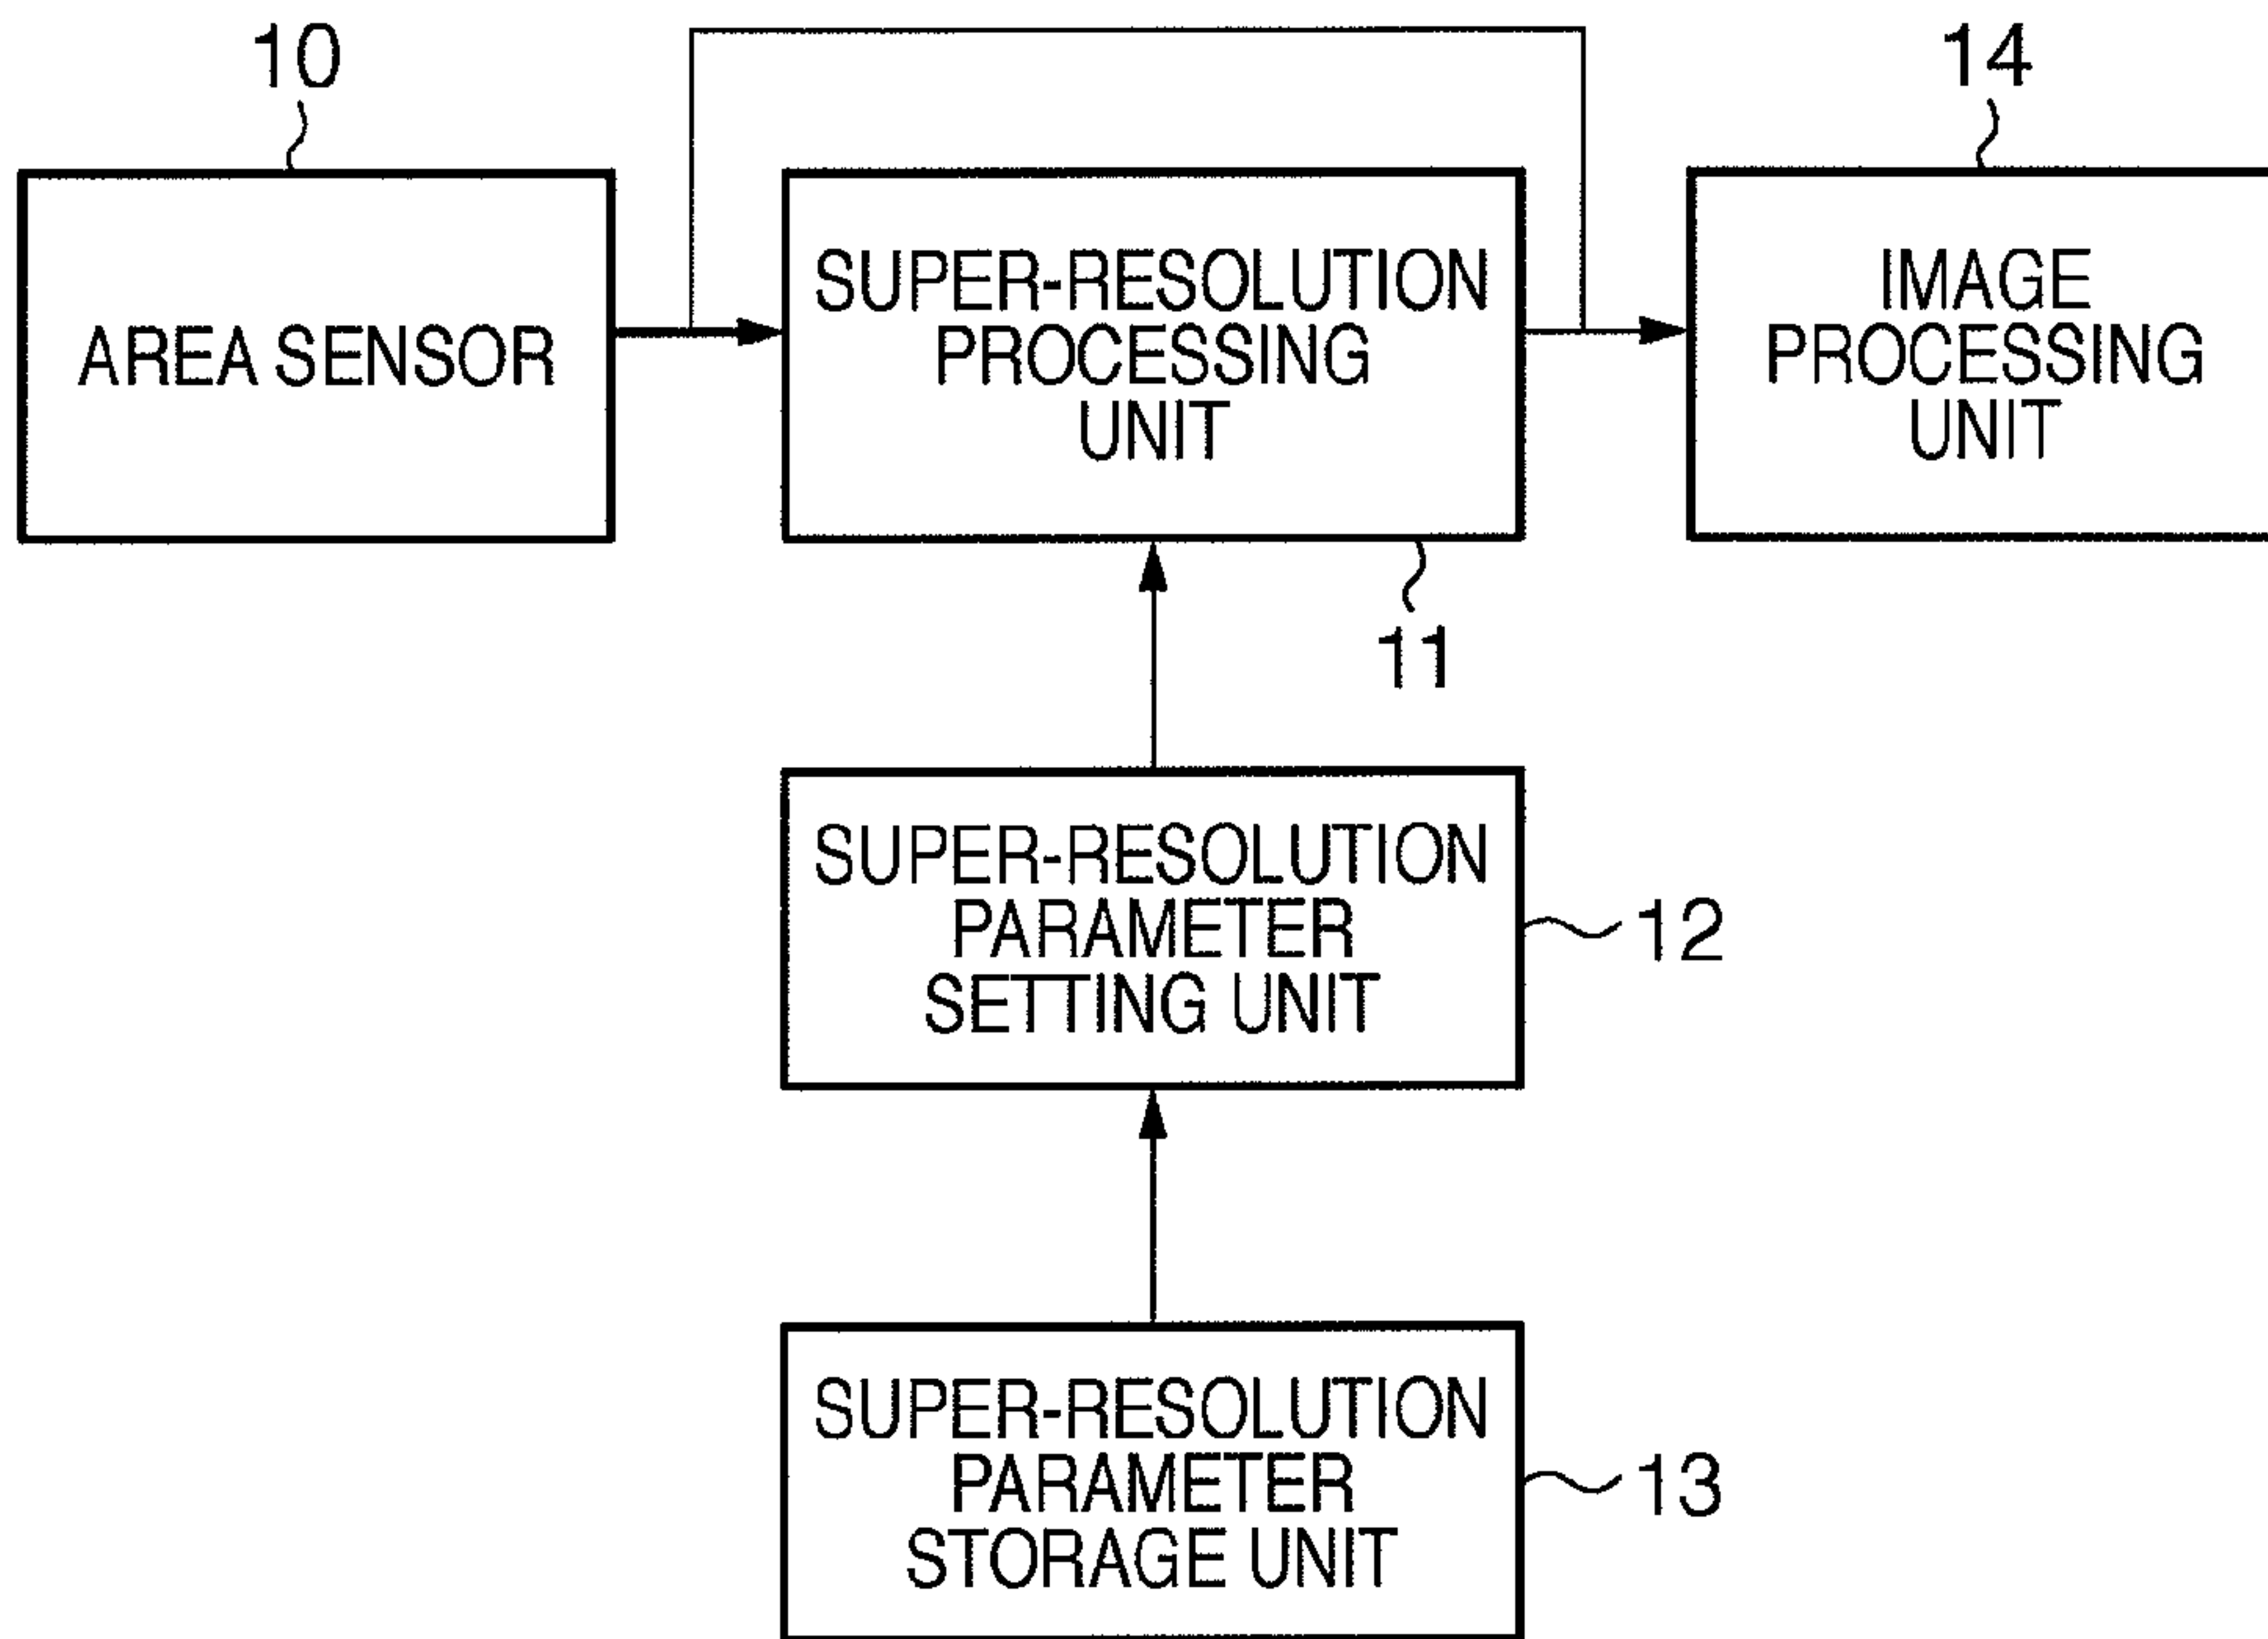 10
14
AREA SENSOR
SUPER-RESOLUTION
PROCESSING
UNIT
IMAGE
PROCESSING
UNIT
11
SUPER-RESOLUTION
PARAMETER
SETTING UNIT
12
SUPER-RESOLUTION
PARAMETER
STORAGE UNIT
13